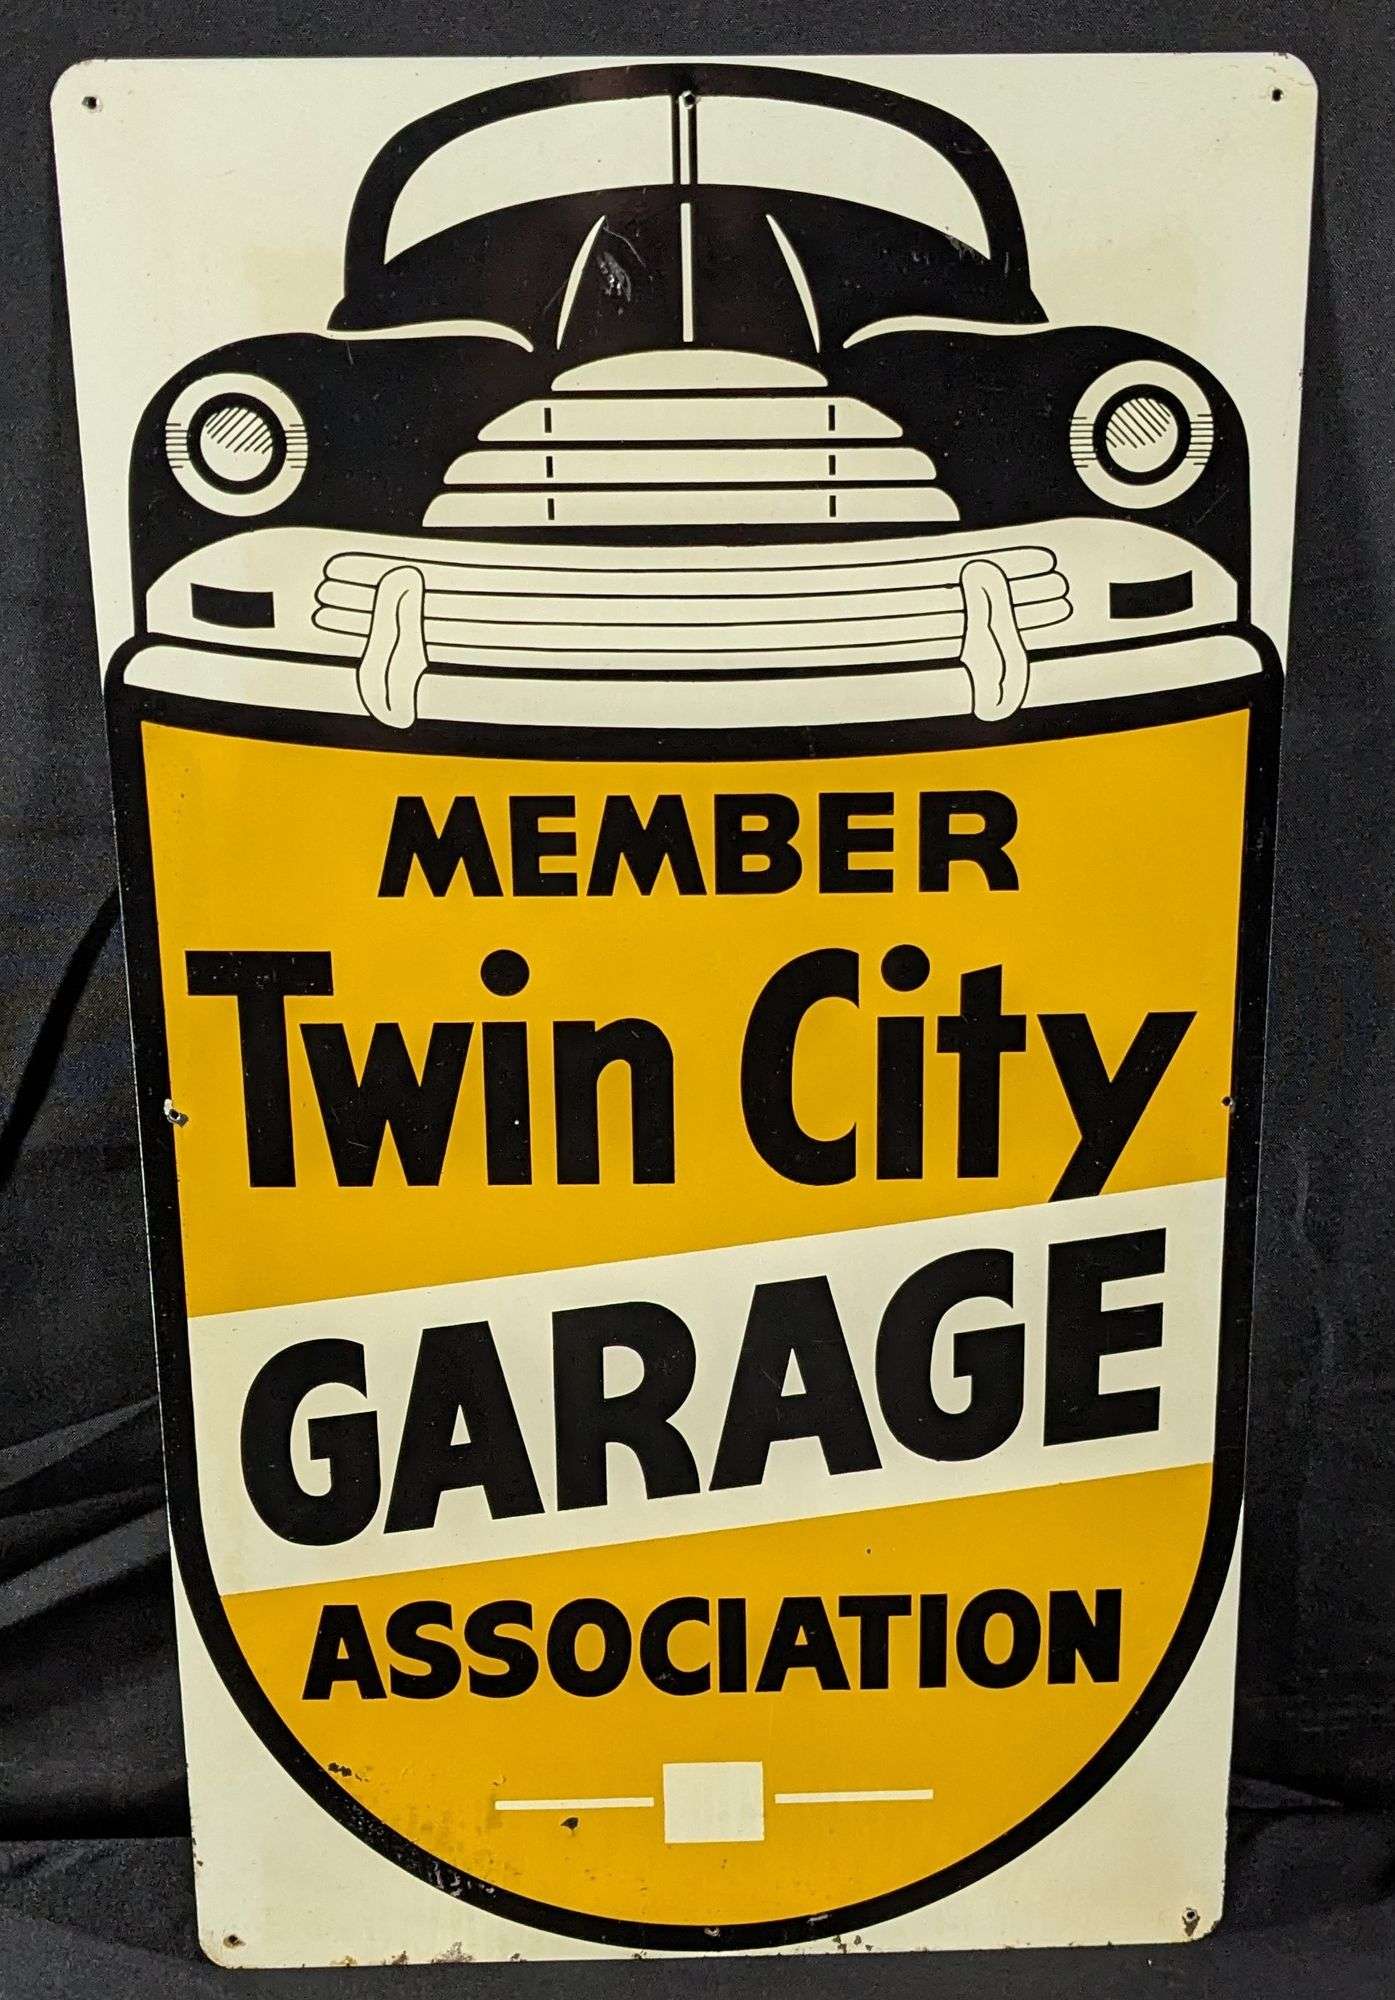 MEMBER
Twin City
GARAGE
ASSOCIATION